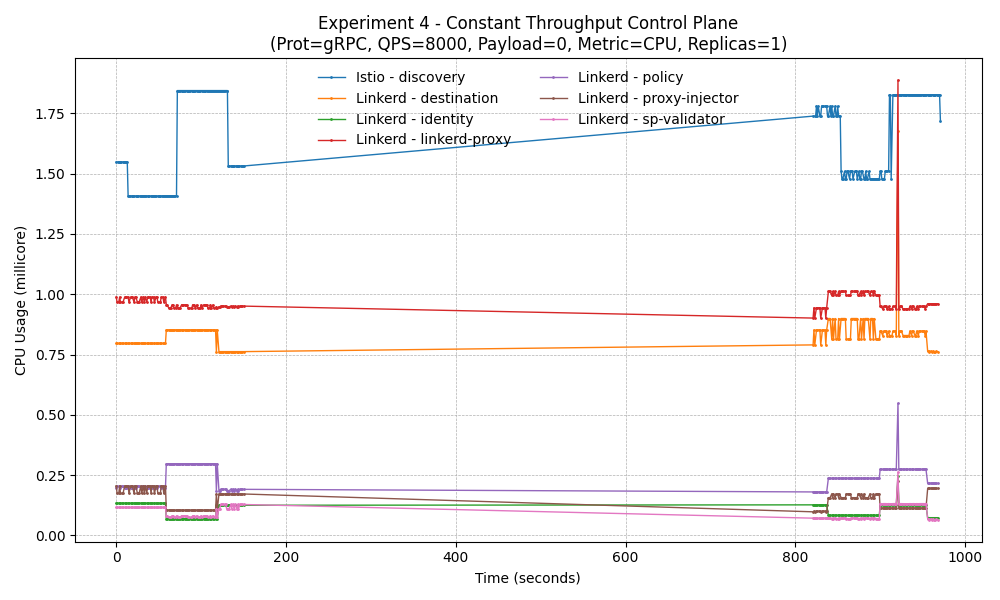 Experiment 4 - Constant Throughput Control Plane
(Prot=gRPC, QPS=8000, Payload=0, Metric=CPU, Replicas=1)
Istio - discovery
Linkerd - destination
Linkerd - identity
Linkerd - linkerd-proxy
Linkerd - policy
Linkerd - proxy-injector
Linkerd - sp-validator
CPU Usage (millicore)
1.75
1.50
1.25
1.00
0.75
0.50
0.25
0.00
0
200
400
600
800
1000
Time (seconds)